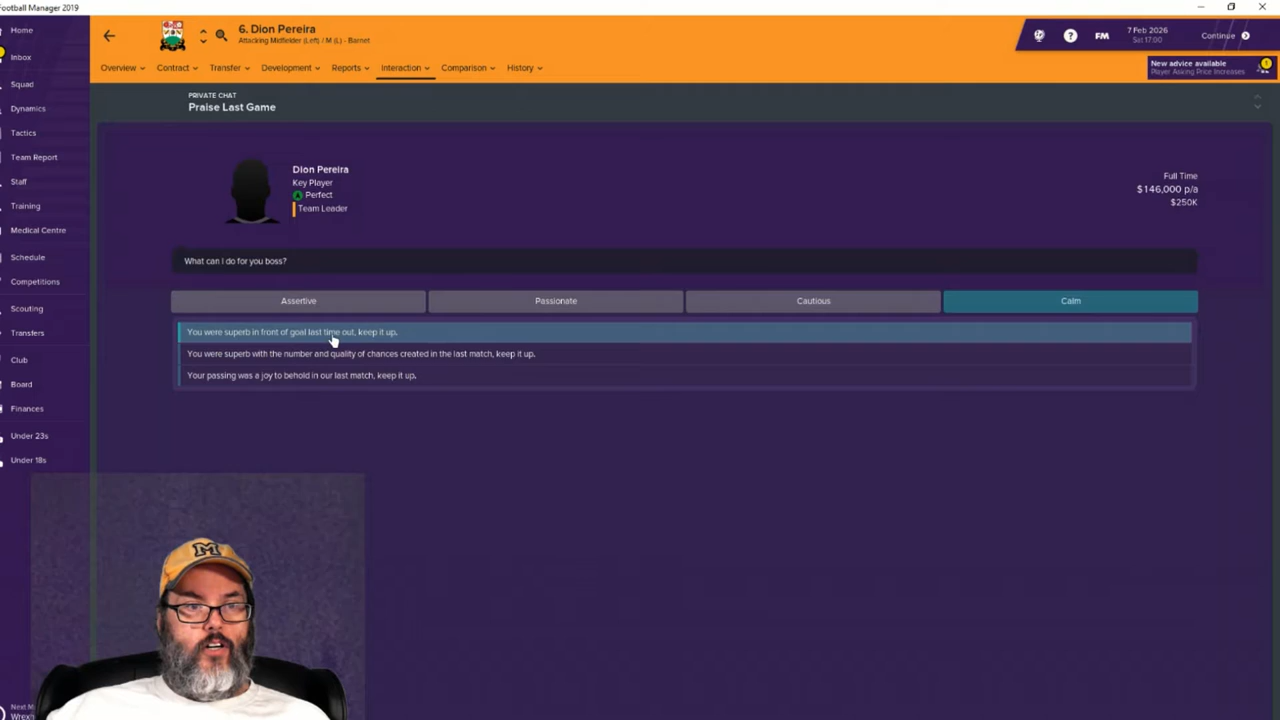 Football Manager 2019
Home
Inbox
Squad
Dynamics
Tactics
Team Report
Staff
Training
Medical Centre
Schedule
Competitions
Scouting
Transfers
Club
Board
Finances
Under 23s
Under 18s
Next M
Wrex
6. Dion Pereira
Attacking Midfielder (Left) / M (L) - Barnet
FM
7 Feb 2026
Sat 17:00
Continue
Overview
Contract
Transfer
Development
Reports
Interaction
Comparison
History
New advice available
Player Asking Price Increases
PRIVATE CHAT
Praise Last Game
Dion Pereira
Key Player
Perfect
Team Leader
Full Time
$146,000 p/a
$250K
What can I do for you boss?
Assertive
Passionate
Cautious
Calm
You were superb in front of goal last time out, keep it up.
You were superb with the number and quality of chances created in the last match, keep it up.
Your passing was a joy to behold in our last match, keep it up.
M